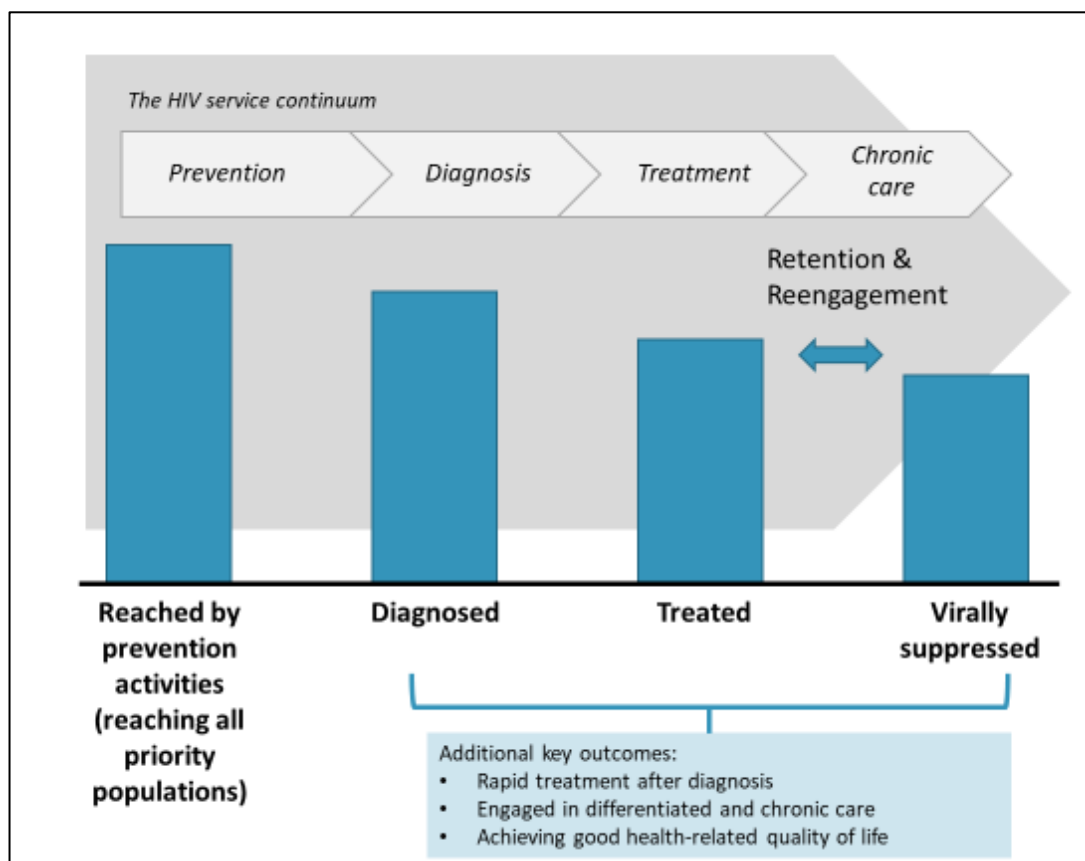 The HIV service continuum
Prevention
Diagnosis
Treatment
Chronic
care
Retention &
Reengagement
Reached by
prevention
activities
(reaching all
priority
populations)
Diagnosed
Treated
Virally
suppressed
Additional key outcomes:
• Rapid treatment after diagnosis
• Engaged in differentiated and chronic care
• Achieving good health-related quality of life